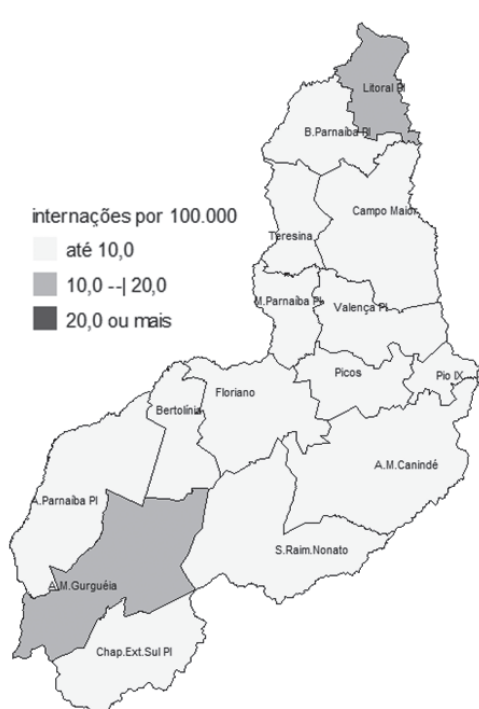 Litoral PI
B.Parnaíba PI
internações por 100.000
até 10,0
10,0 --| 20,0
20,0 ou mais
Campo Maior
Teresina
M.Parnaíba PI
Valença PI
Picos
Pio IX
Floriano
Bertolínia
A.M.Canindé
A.Parnaíba PI
S.Raim.Nonato
A.M.Gurguéia
Chap.Ext.Sul PI